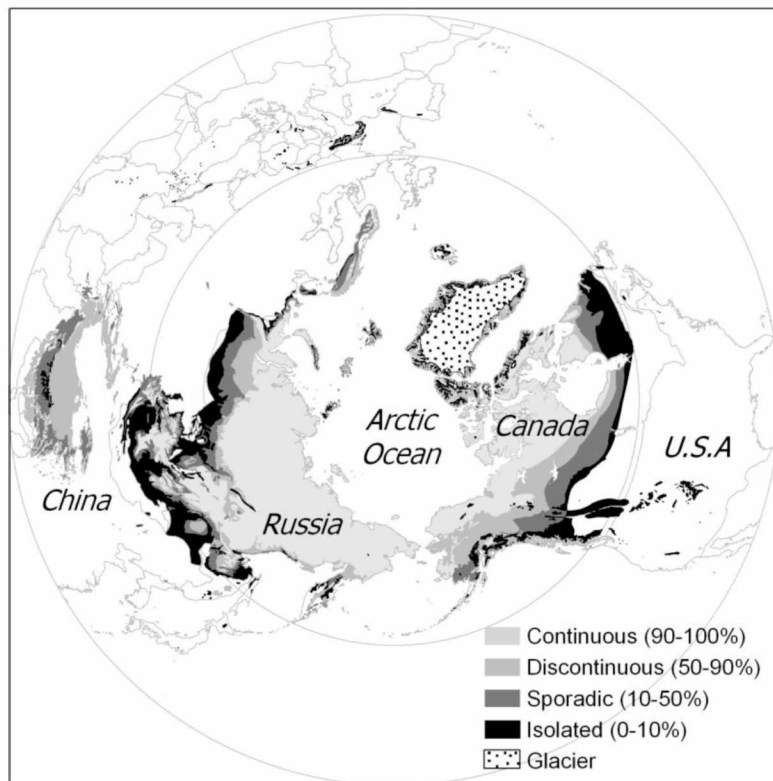 Arctic
Ocean
Canada
U.S.A
China
Russia
Continuous (90-100%)
Discontinuous (50-90%)
Sporadic (10-50%)
Isolated (0-10%)
Glacier